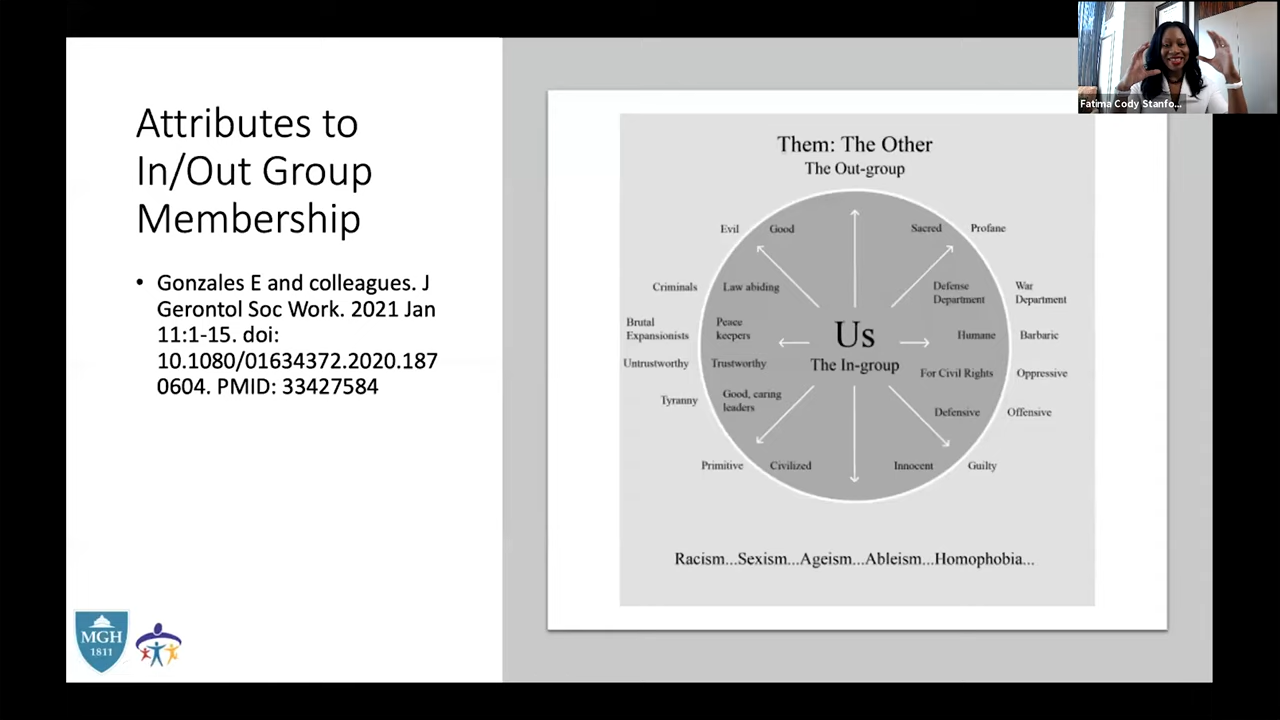 Attributes to
In/Out Group
Membership
• Gonzales E and colleagues. J
Gerontol Soc Work. 2021 Jan
11:1-15. doi:
10.1080/01634372.2020.187
0604. PMID: 33427584
MGH
1811
Fatima Cody Stanfo...
Them: The Other
The Out-group
Evil Good Sacred Profane
Criminals Law abiding
Defense
Department
War
Department
Brutal
Expansionists
Peace
keepers
Us
Humane Barbaric
Untrustworthy Trustworthy
The In-group
For Civil Rights Oppressive
Tyranny
Good, caring
leaders
Defensive Offensive
Primitive Civilized Innocent Guilty
Racism...Sexism...Ageism...Ableism...Homophobia...